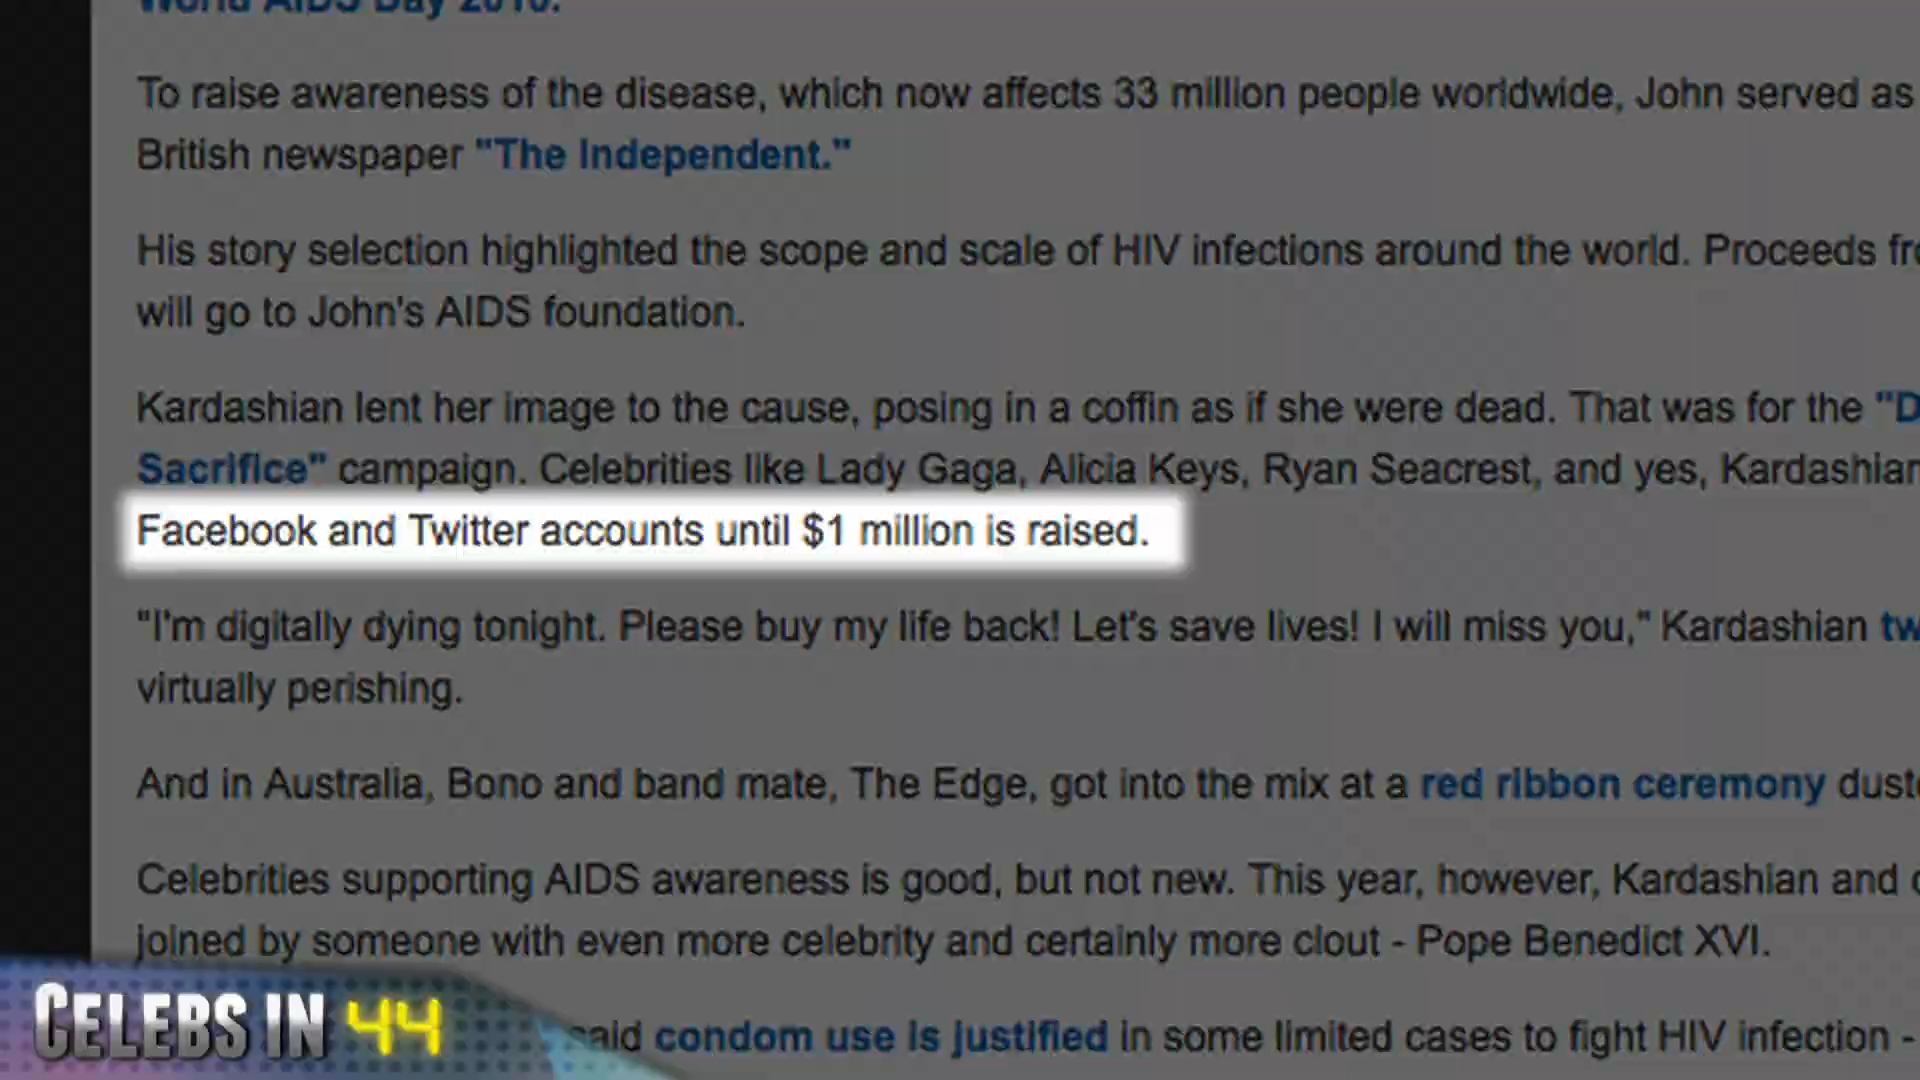 World AIDS Day 2010.
To raise awareness of the disease, which now affects 33 million people worldwide, John served as
British newspaper "The Independent."
His story selection highlighted the scope and scale of HIV infections around the world. Proceeds
will go to John's AIDS foundation.
Kardashian lent her image to the cause, posing in a coffin as if she were dead. That was for the
Sacrifice" campaign. Celebrities like Lady Gaga, Alicia Keys, Ryan Seacrest, and yes, Kardashian
Facebook and Twitter accounts until $1 million is raised.
"I'm digitally dying tonight. Please buy my life back! Let's save lives! I will miss you," Kardashian
virtually perishing.
And in Australia, Bono and band mate, The Edge, got into the mix at a red ribbon ceremony
Celebrities supporting AIDS awareness is good, but not new. This year, however, Kardashian and
joined by someone with even more celebrity and certainly more clout - Pope Benedict XVI.
said condom use is justified in some limited cases to fight HIV infection -
CELEBS IN 44